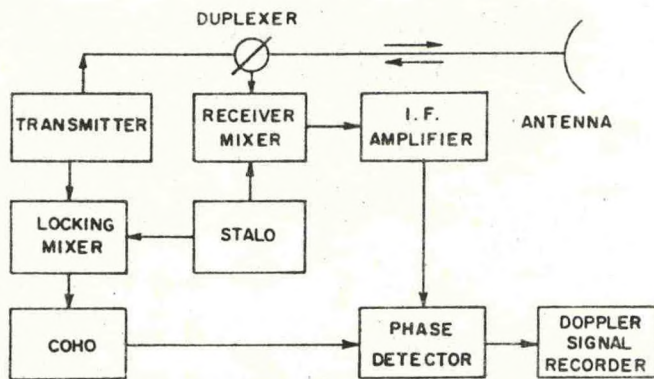 DUPLEXER
TRANSMITTER
RECEIVER
MIXER
I. F.
AMPLIFIER
ANTENNA
LOCKING
MIXER
STALO
COHO
PHASE
DETECTOR
DOPPLER
SIGNAL
RECORDER